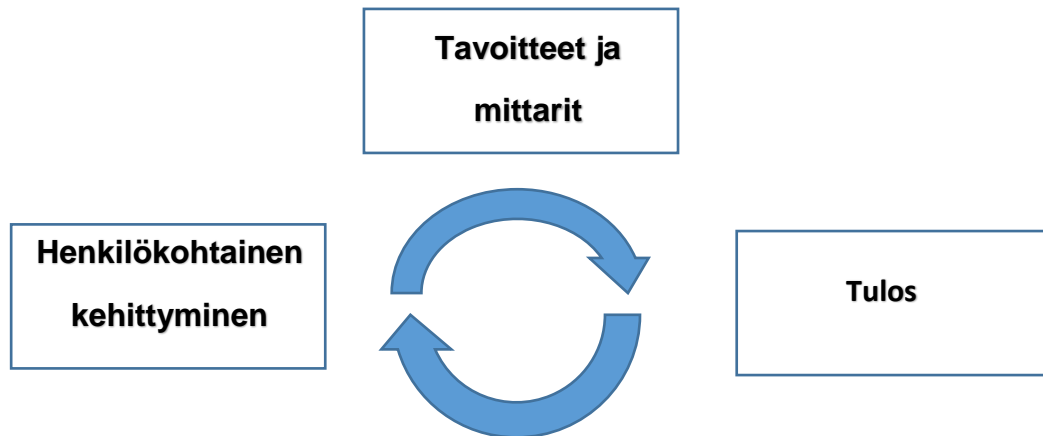 Tavoitteet ja
mittarit
Henkilökohtainen
kehittyminen
Tulos